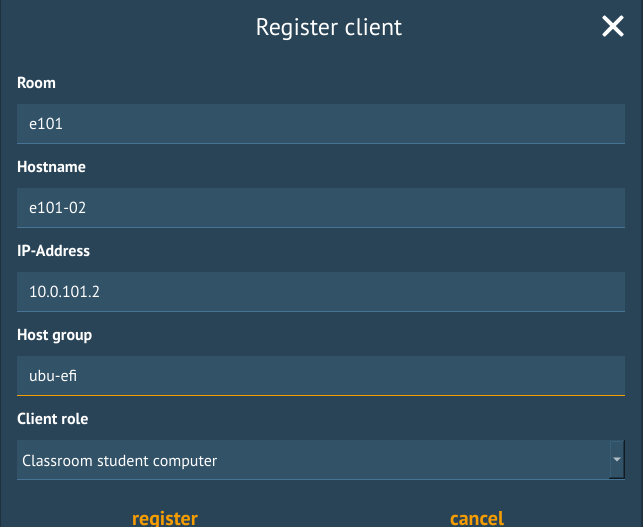 Register client
Room
e101
Hostname
e101-02
IP-Address
10.0.101.2
Host group
ubu-efi
Client role
Classroom student computer
register
cancel